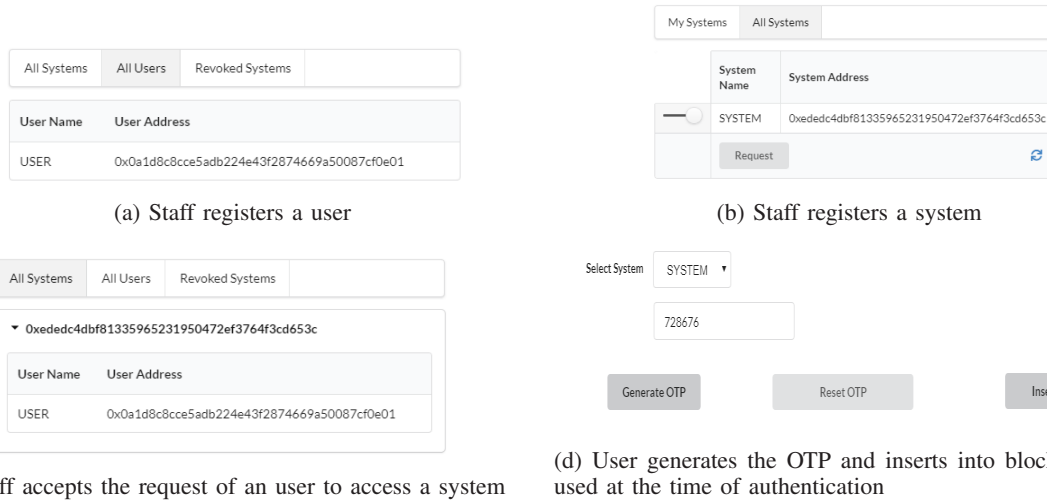 All Systems All Users Revoked Systems
User Name User Address
USER 0x0a1d8c8cce5adb224e43f2874669a50087cf0e01
(a) Staff registers a user
My Systems All Systems
System Name System Address
SYSTEM 0xededc4dbf81335965231950472ef3764f3cd653c
Request
(b) Staff registers a system
All Systems All Users Revoked Systems
0xededc4dbf81335965231950472ef3764f3cd653c
User Name User Address
USER 0x0a1d8c8cce5adb224e43f2874669a50087cf0e01
ff accepts the request of an user to access a system
Select System SYSTEM
728676
Generate OTP Reset OTP Inse
(d) User generates the OTP and inserts into block
used at the time of authentication